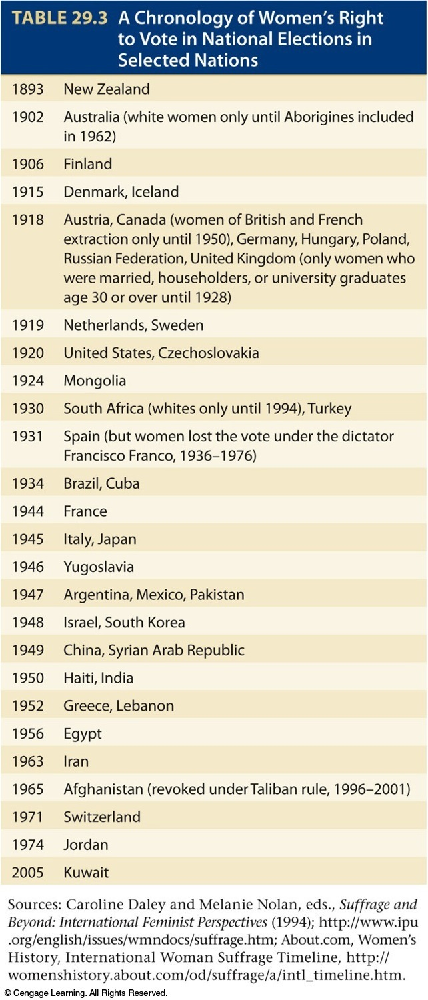 TABLE 29.3 A Chronology of Women’s Right
to Vote in National Elections in
Selected Nations
1893 New Zealand
1902 Australia (white women only until Aborigines included
in 1962)
1906 Finland
1915 Denmark, Iceland
1918 Austria, Canada (women of British and French
extraction only until 1950), Germany, Hungary, Poland,
Russian Federation, United Kingdom (only women who
were married, householders, or university graduates
age 30 or over until 1928)
1919 Netherlands, Sweden
1920 United States, Czechoslovakia
1924 Mongolia
1930 South Africa (whites only until 1994), Turkey
1931 Spain (but women lost the vote under the dictator
Francisco Franco, 1936–1976)
1934 Brazil, Cuba
1944 France
1945 Italy, Japan
1946 Yugoslavia
1947 Argentina, Mexico, Pakistan
1948 Israel, South Korea
1949 China, Syrian Arab Republic
1950 Haiti, India
1952 Greece, Lebanon
1956 Egypt
1963 Iran
1965 Afghanistan (revoked under Taliban rule, 1996–2001)
1971 Switzerland
1974 Jordan
2005 Kuwait
Sources: Caroline Daley and Melanie Nolan, eds., Suffrage and
Beyond: International Feminist Perspectives (1994); http://www.ipu
.org/english/issues/wmndocs/suffrage.htm; About.com, Women’s
History, International Woman Suffrage Timeline, http://
womenshistory.about.com/od/suffrage/a/intl_timeline.htm.
© Cengage Learning. All Rights Reserved.